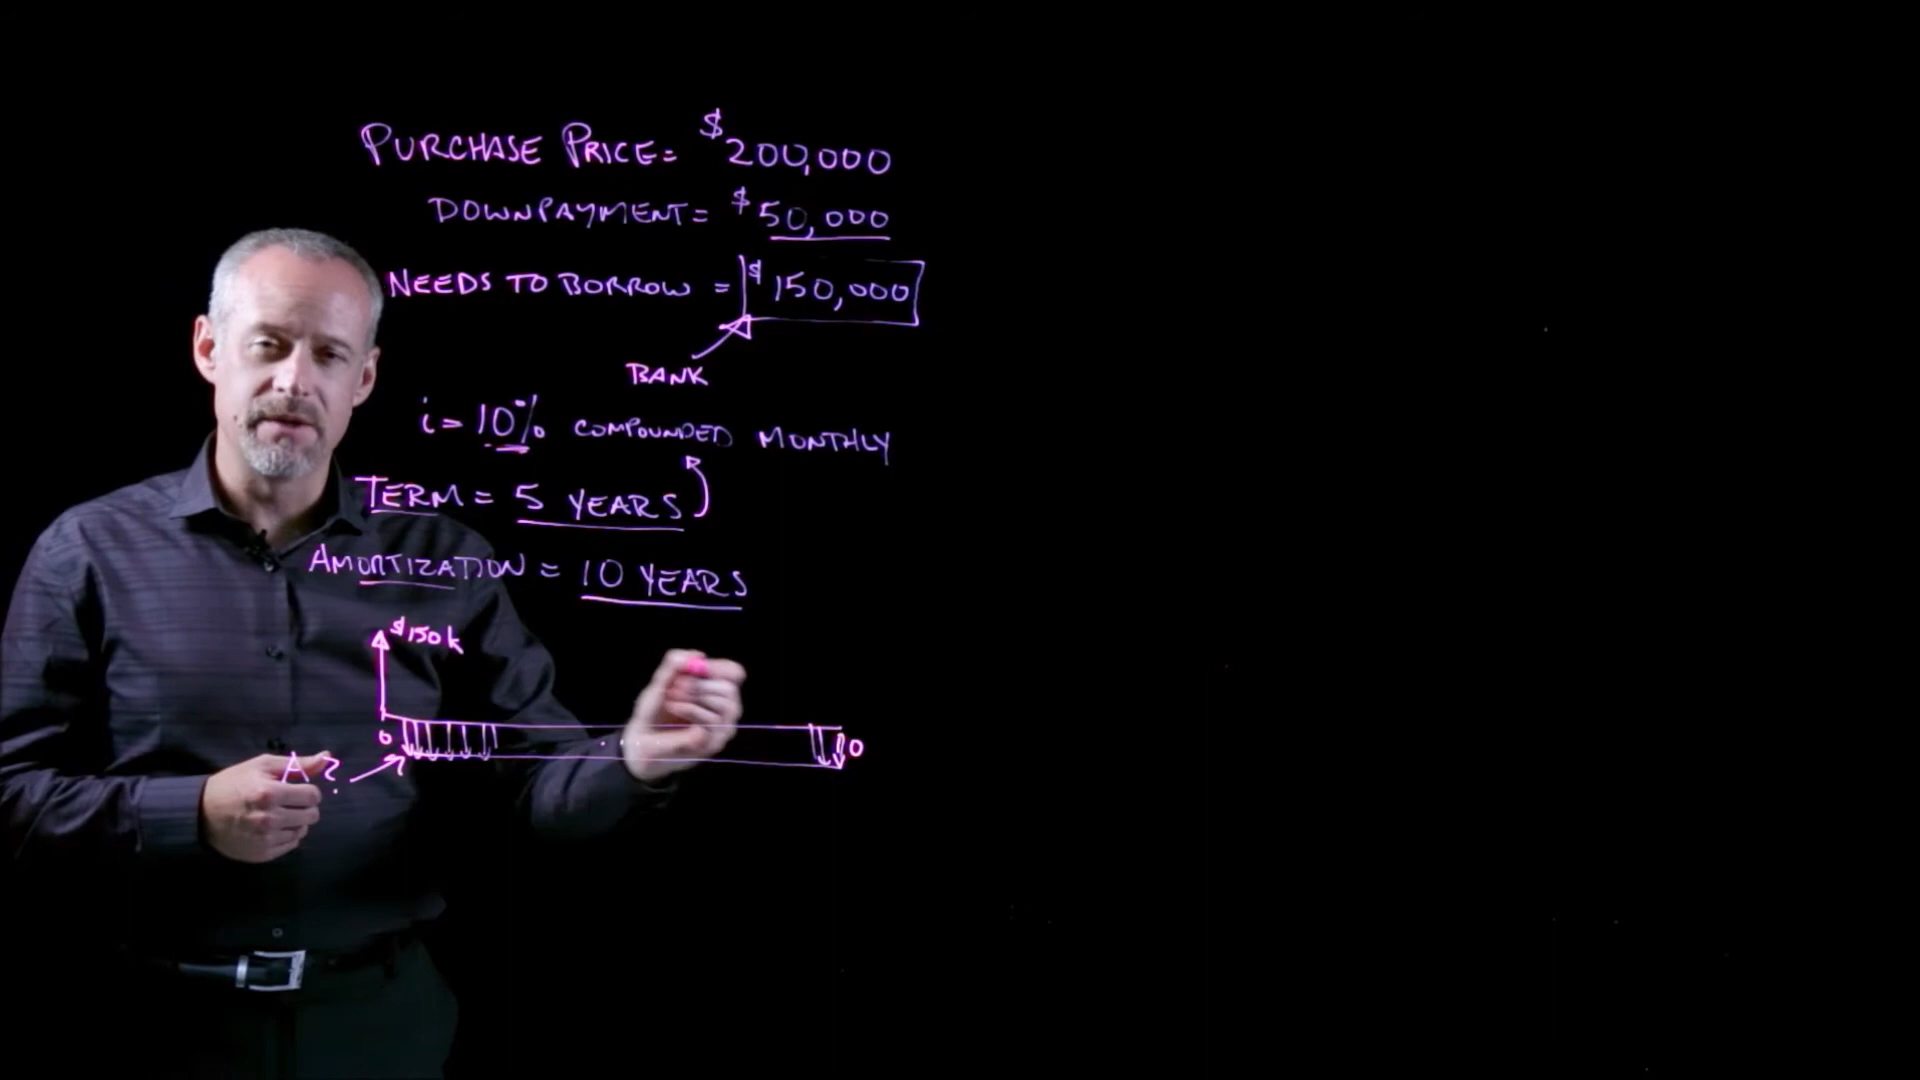 PURCHASE PRICE = $200,000
DOWNPAYMENT = $50,000
NEEDS TO BORROW = $150,000
BANK
i = 10% COMPOUNDED MONTHLY
TERM = 5 YEARS
AMORTIZATION = 10 YEARS
$150k
0 0
A?